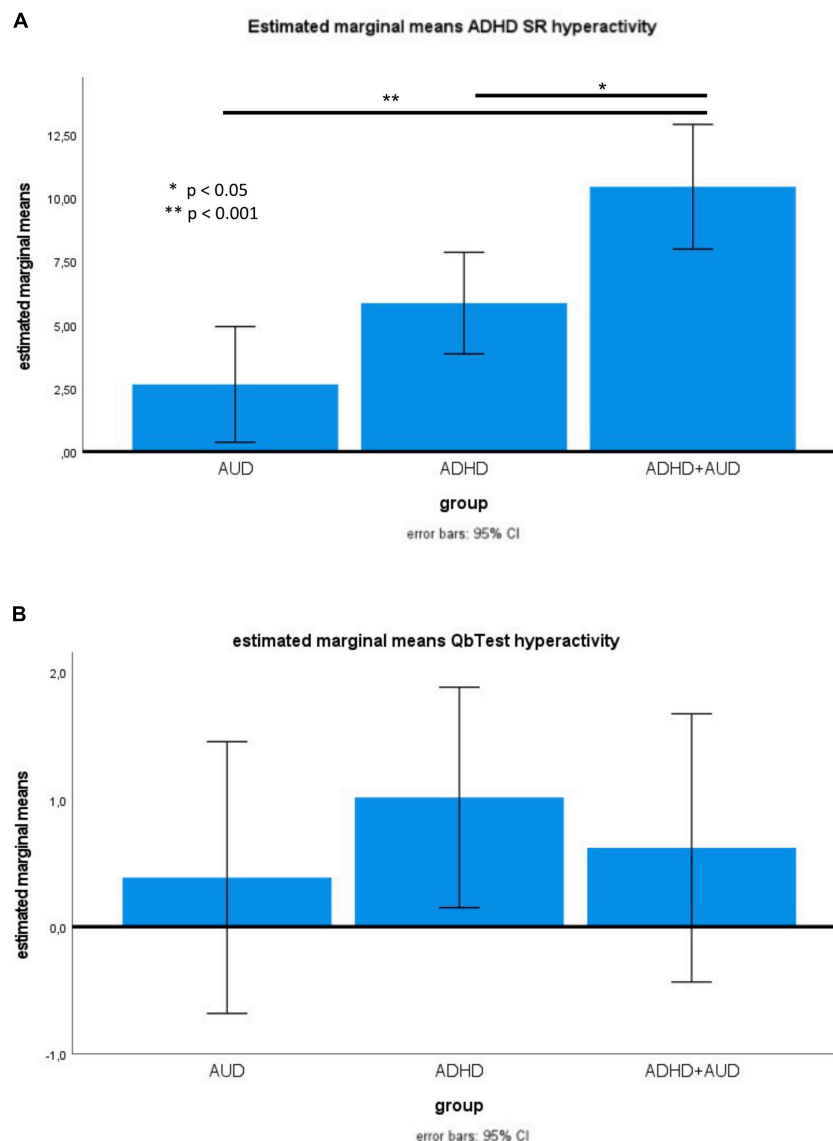 A
Estimated marginal means ADHD SR hyperactivity
**
*
12,50
* p < 0.05
10,00
** p < 0.001
estimated marginal means
7,50
5,00
2,50
,00
AUD
ADHD
ADHD+AUD
group
error bars: 95% CI
B
estimated marginal means QbTest hyperactivity
2,0
estimated marginal means
1,0
0,0
-1,0
AUD
ADHD
ADHD+AUD
group
error bars: 95% CI